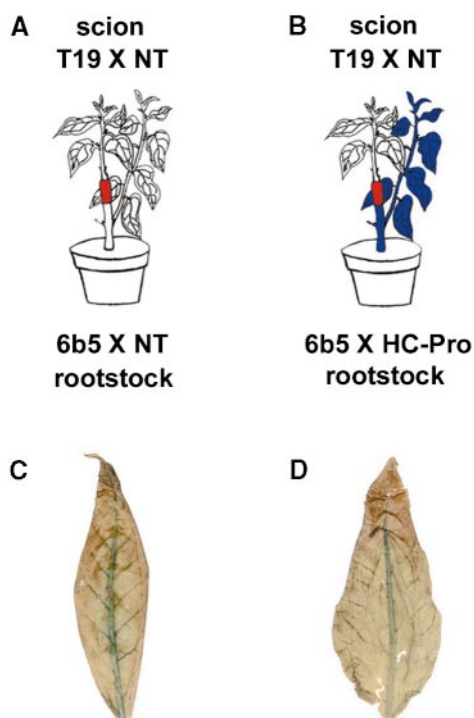 A
scion
T19 X NT
6b5 X NT
rootstock
B
scion
T19 X NT
6b5 X HC-Pro
rootstock
C
D